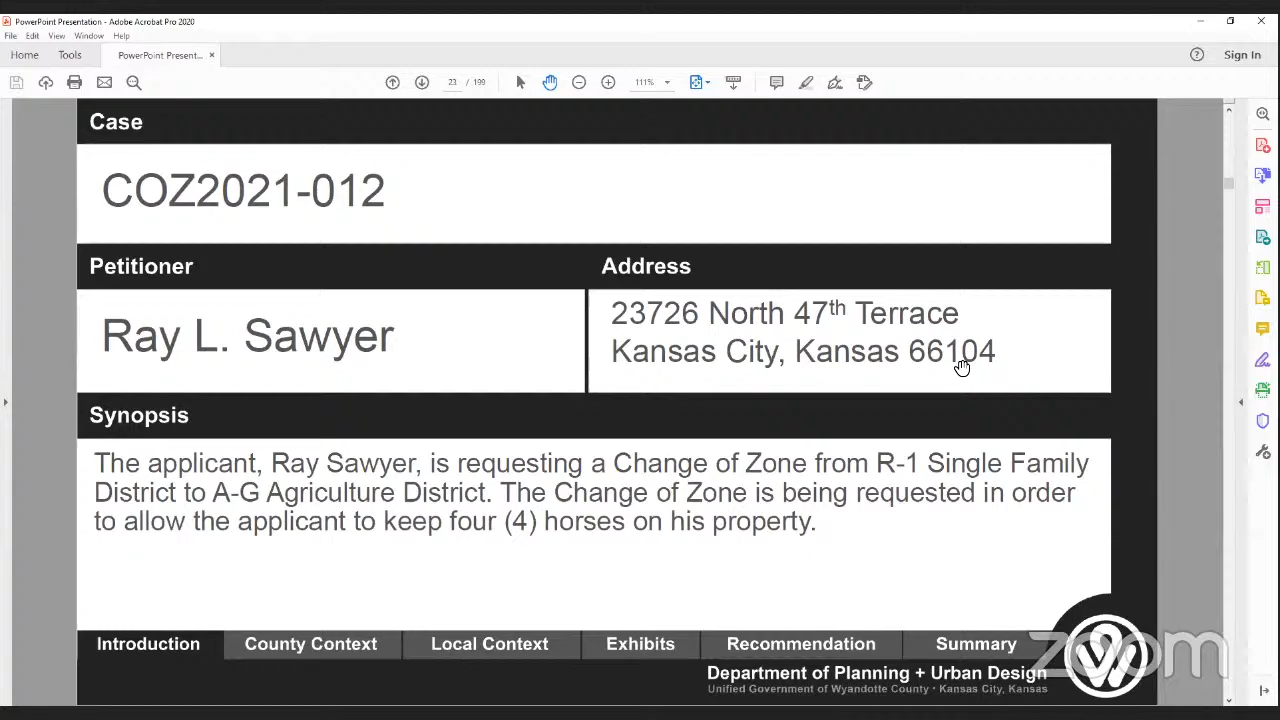 PowerPoint Presentation - Adobe Acrobat Pro 2020
File Edit View Window Help
Home Tools PowerPoint Present... × Sign In
23 / 199 111%
Case
COZ2021-012
Petitioner Address
Ray L. Sawyer
23726 North 47th Terrace
Kansas City, Kansas 66104
Synopsis
The applicant, Ray Sawyer, is requesting a Change of Zone from R-1 Single Family
District to A-G Agriculture District. The Change of Zone is being requested in order
to allow the applicant to keep four (4) horses on his property.
Introduction County Context Local Context Exhibits Recommendation Summary
zoom
Department of Planning + Urban Design
Unified Government of Wyandotte County • Kansas City, Kansas